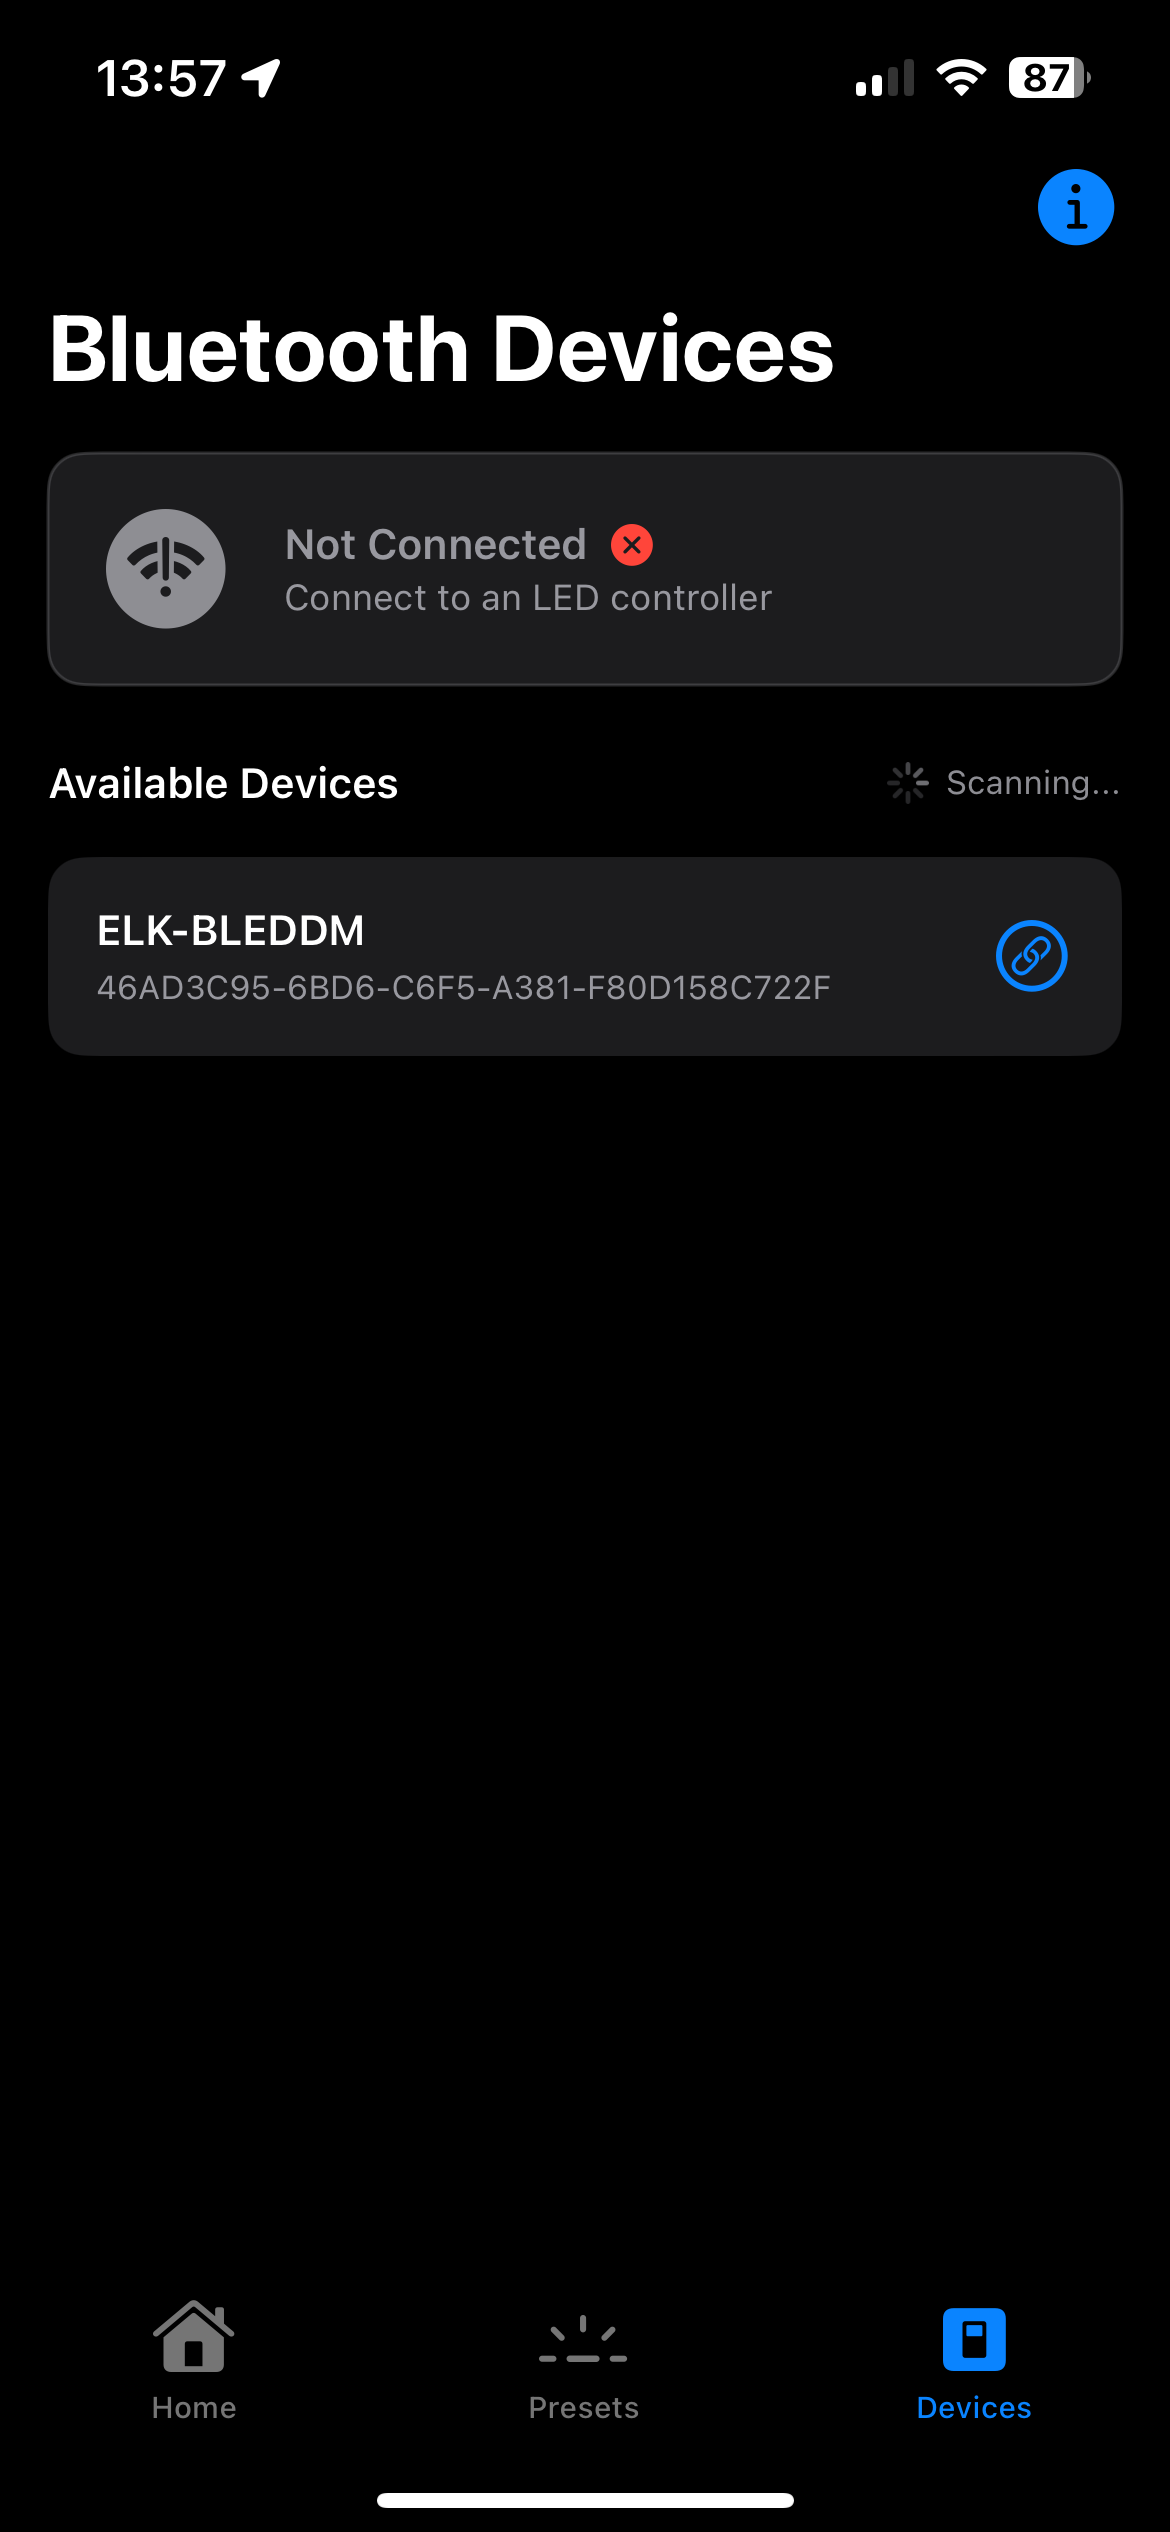 13:57
87
Bluetooth Devices
Not Connected
Connect to an LED controller
Available Devices
Scanning...
ELK-BLEDDM
46AD3C95-6BD6-C6F5-A381-F80D158C722F
Home
Presets
Devices